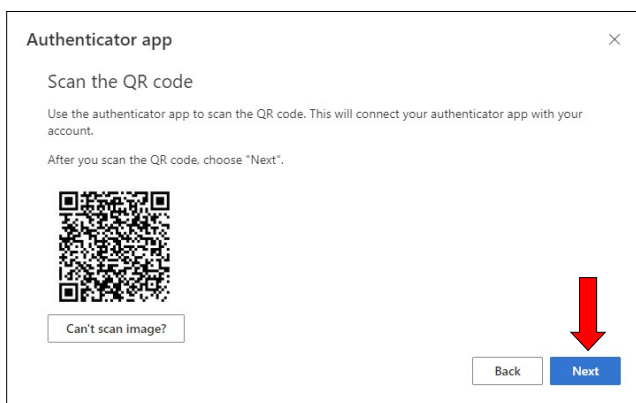 Authenticator app
Scan the QR code
Use the authenticator app to scan the QR code. This will connect your authenticator app with your
account.
After you scan the QR code, choose "Next".
Can't scan image?
Back
Next